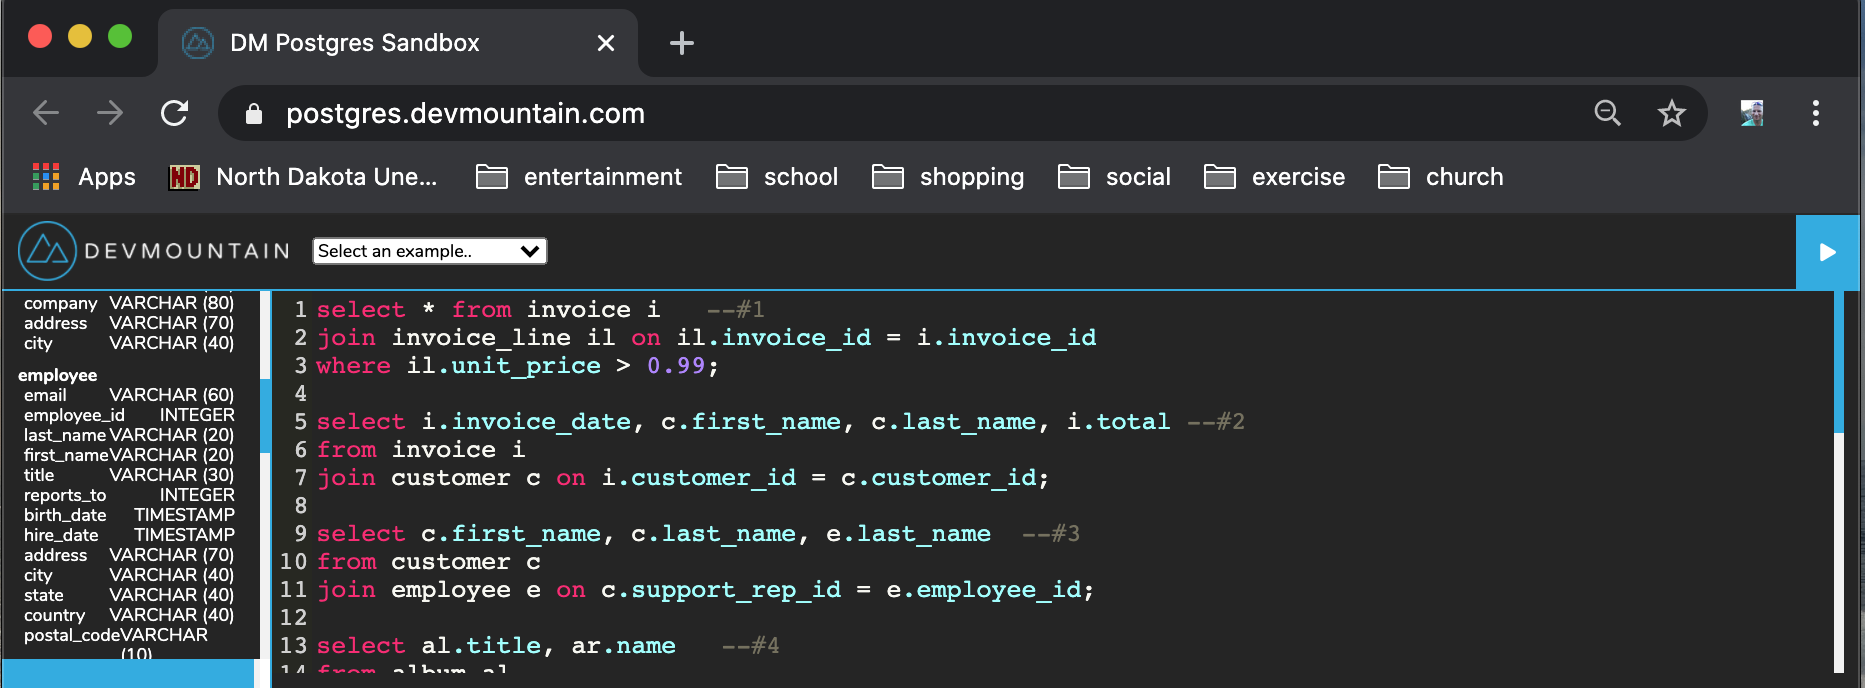 DM Postgres Sandbox
postgres.devmountain.com
Apps North Dakota Une... entertainment school shopping social exercise church
DEVMOUNTAIN Select an example..
company VARCHAR (80)
address VARCHAR (70)
city VARCHAR (40)
employee
email VARCHAR (60)
employee_id INTEGER
last_name VARCHAR (20)
first_name VARCHAR (20)
title VARCHAR (30)
reports_to INTEGER
birth_date TIMESTAMP
hire_date TIMESTAMP
address VARCHAR (70)
city VARCHAR (40)
state VARCHAR (40)
country VARCHAR (40)
postal_code VARCHAR
(10)
1 select * from invoice i --#1
2 join invoice_line il on il.invoice_id = i.invoice_id
3 where il.unit_price > 0.99;
4
5 select i.invoice_date, c.first_name, c.last_name, i.total --#2
6 from invoice i
7 join customer c on i.customer_id = c.customer_id;
8
9 select c.first_name, c.last_name, e.last_name --#3
10 from customer c
11 join employee e on c.support_rep_id = e.employee_id;
12
13 select al.title, ar.name --#4
14 from album al